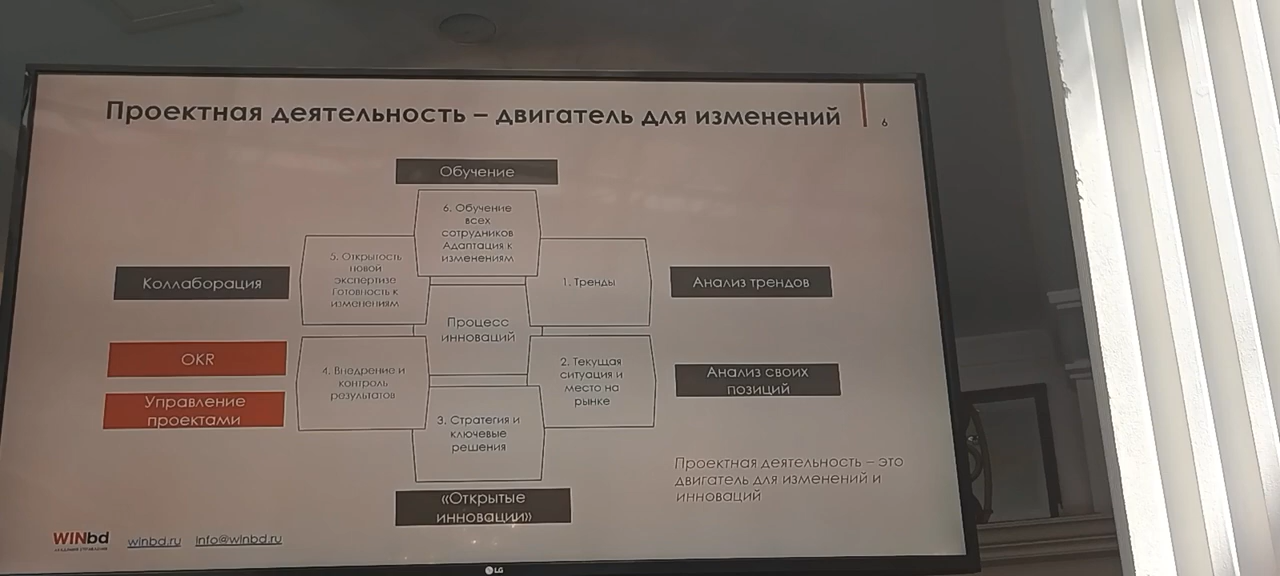 Проектная деятельность – двигатель для изменений
6
Обучение
6. Обучение
всех
сотрудников
Адаптация к
изменениям
5. Открытость
новой
экспертизе
Готовность к
изменениям
1. Тренды
Коллаборация
Анализ трендов
Процесс
инноваций
OKR
Управление
проектами
4. Внедрение и
контроль
результатов
2. Текущая
ситуация и
место на
рынке
Анализ своих
позиций
3. Стратегия и
ключевые
решения
«Открытые
инновации»
Проектная деятельность – это
двигатель для изменений и
инноваций
WINbd
winbd.ru
info@winbd.ru
LG